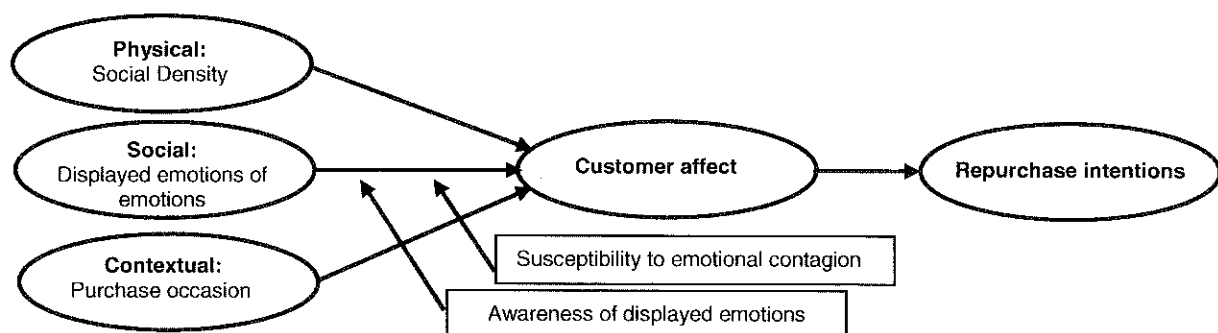 Physical:
Social Density
Social:
Displayed emotions of
emotions
Contextual:
Purchase occasion
Customer affect
Repurchase intentions
Susceptibility to emotional contagion
Awareness of displayed emotions